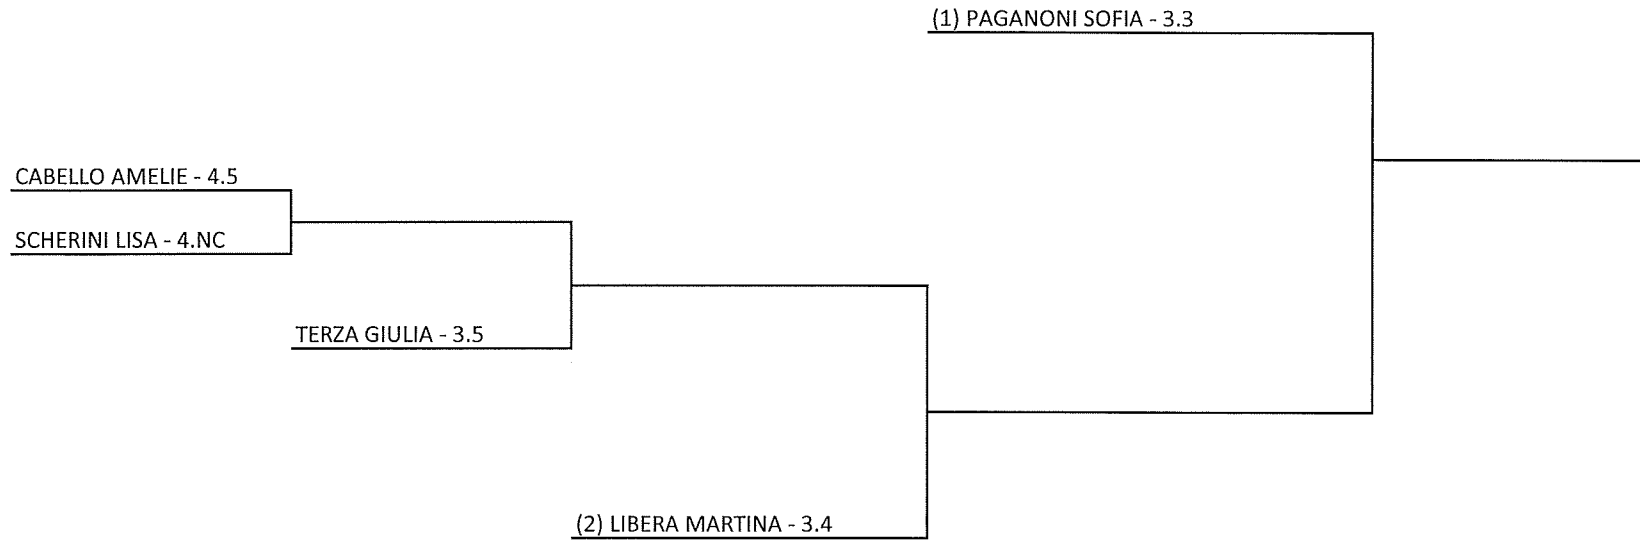 (1) PAGANONI SOFIA - 3.3
CABELLO AMELIE - 4.5
SCHERINI LISA - 4.NC
TERZA GIULIA - 3.5
(2) LIBERA MARTINA - 3.4